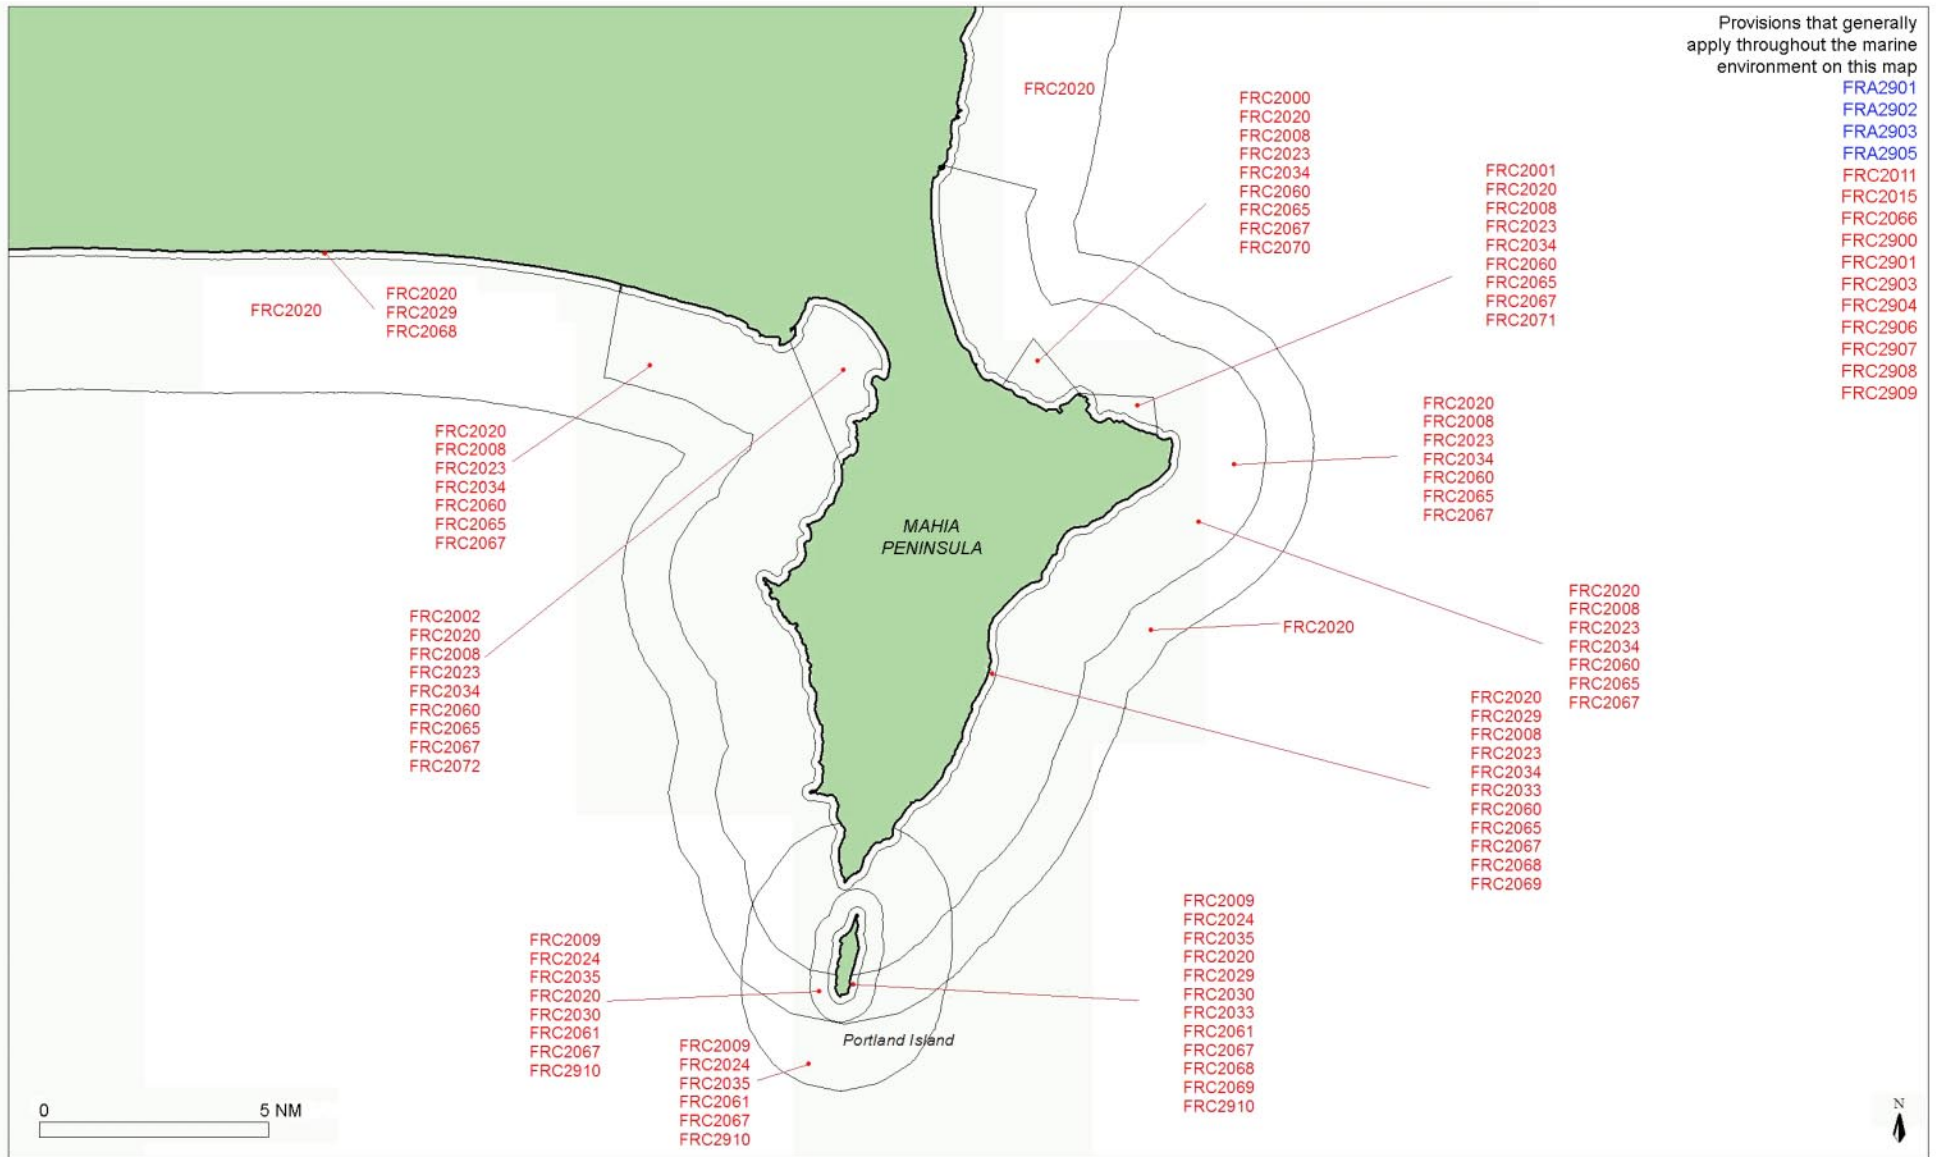 Provisions that generally
apply throughout the marine
environment on this map
FRA2901
FRA2902
FRA2903
FRA2905
FRC2011
FRC2015
FRC2066
FRC2900
FRC2901
FRC2903
FRC2904
FRC2906
FRC2907
FRC2908
FRC2909
FRC2020
FRC2000
FRC2020
FRC2008
FRC2023
FRC2034
FRC2060
FRC2065
FRC2067
FRC2070
FRC2001
FRC2020
FRC2008
FRC2023
FRC2034
FRC2060
FRC2065
FRC2067
FRC2071
FRC2020
FRC2020
FRC2029
FRC2068
FRC2020
FRC2008
FRC2023
FRC2034
FRC2060
FRC2065
FRC2067
FRC2020
FRC2008
FRC2023
FRC2034
FRC2060
FRC2065
FRC2067
MAHIA
PENINSULA
FRC2002
FRC2020
FRC2008
FRC2023
FRC2034
FRC2060
FRC2065
FRC2067
FRC2072
FRC2020
FRC2020
FRC2008
FRC2023
FRC2034
FRC2060
FRC2065
FRC2067
FRC2020
FRC2029
FRC2008
FRC2023
FRC2034
FRC2033
FRC2060
FRC2065
FRC2067
FRC2068
FRC2069
FRC2009
FRC2024
FRC2035
FRC2020
FRC2030
FRC2061
FRC2067
FRC2910
FRC2009
FRC2024
FRC2035
FRC2061
FRC2067
FRC2910
Portland Island
FRC2009
FRC2024
FRC2035
FRC2020
FRC2029
FRC2030
FRC2033
FRC2061
FRC2067
FRC2068
FRC2069
FRC2910
0 5 NM
N